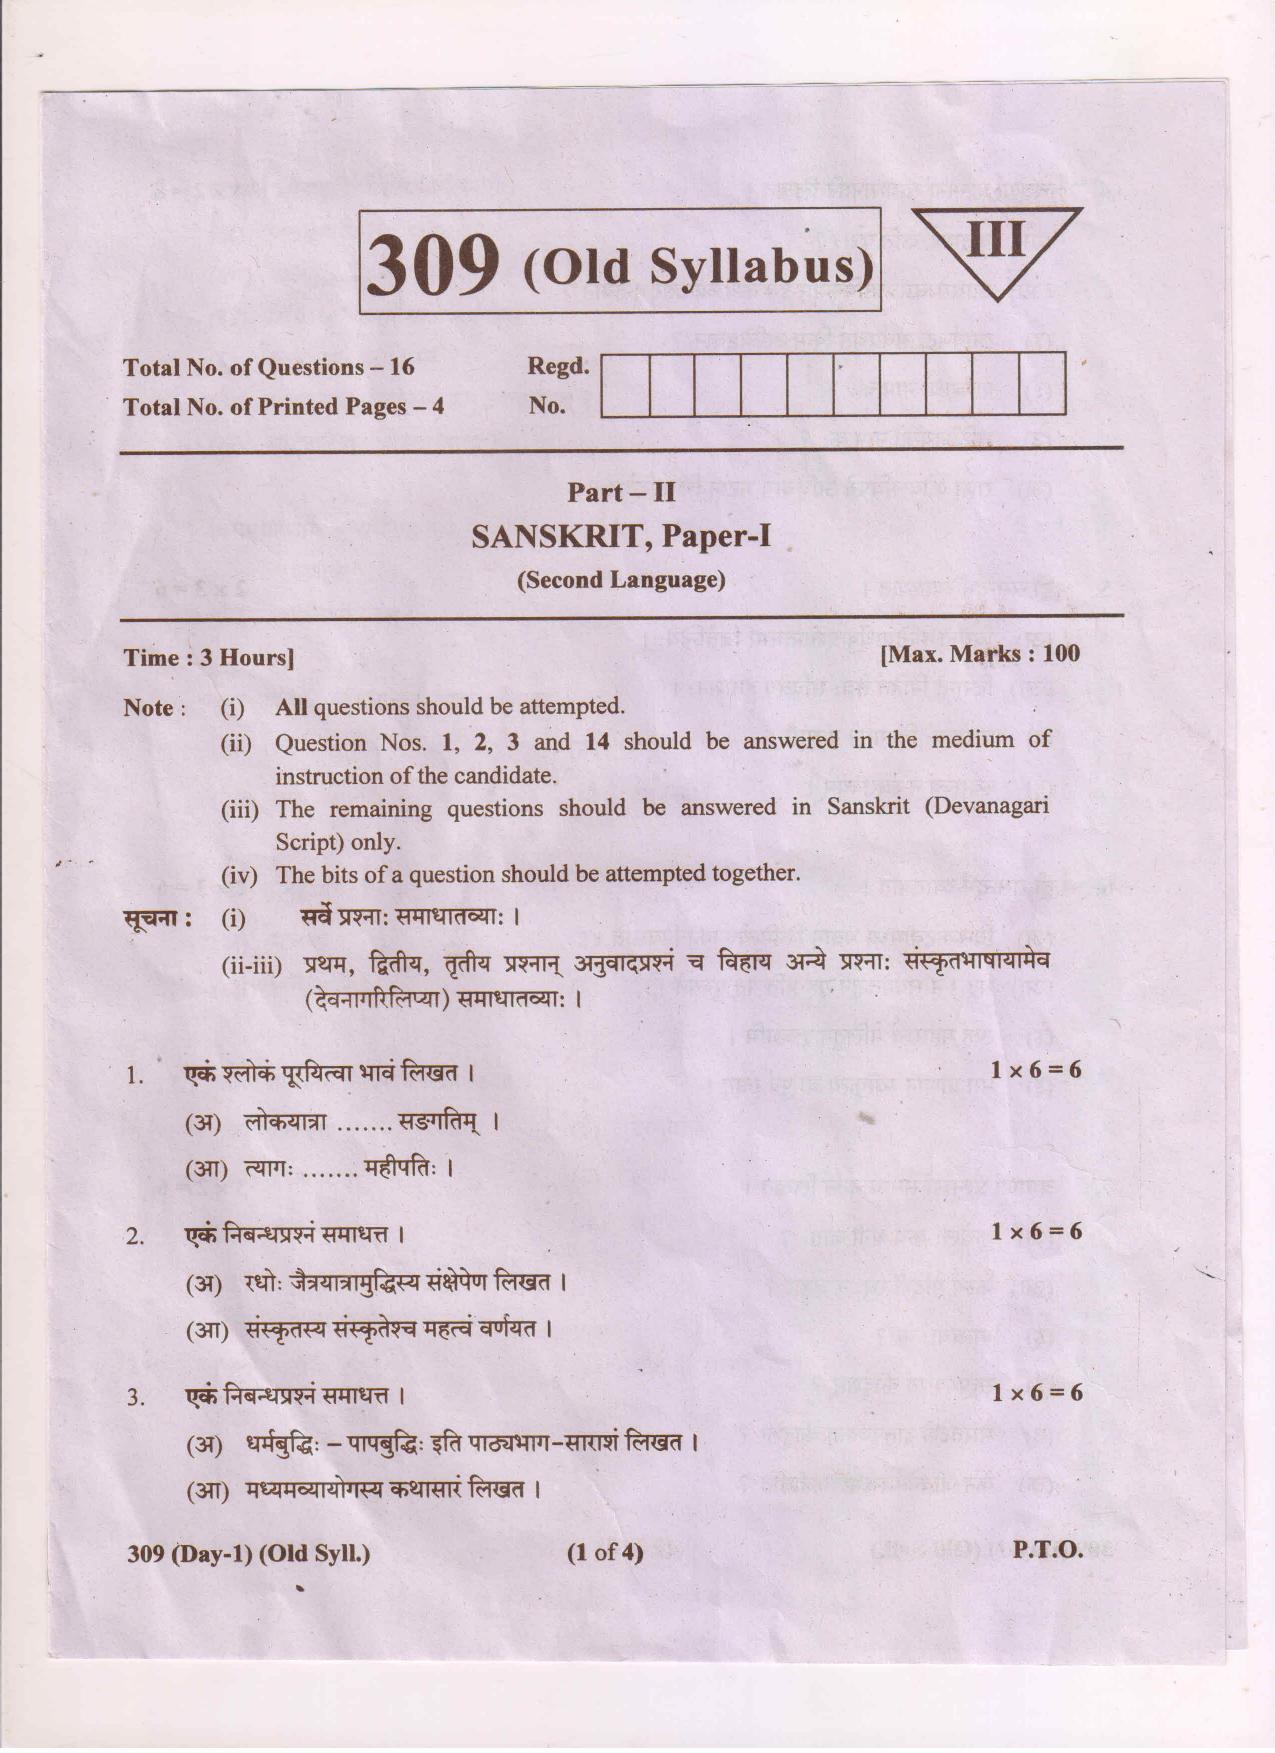 309 (Old Syllabus)
III
Total No. of Questions – 16
Regd.
Total No. of Printed Pages – 4
No.
Part – II
SANSKRIT, Paper-I
(Second Language)
Time : 3 Hours]
[Max. Marks : 100
Note : (i) All questions should be attempted.
(ii) Question Nos. 1, 2, 3 and 14 should be answered in the medium of
instruction of the candidate.
(iii) The remaining questions should be answered in Sanskrit (Devanagari
Script) only.
(iv) The bits of a question should be attempted together.
सूचना : (i) सर्वे प्रश्नाः समाधातव्याः ।
(ii-iii) प्रथम, द्वितीय, तृतीय प्रश्नान् अनुवादप्रश्नं च विहाय अन्ये प्रश्नाः संस्कृतभाषायामेव
(देवनागरिलिप्या) समाधातव्याः ।
1. एकं श्लोकं पूरयित्वा भावं लिखत । 1 x 6 = 6
(अ) लोकयात्रा ....... सङगतिम् ।
(आ) त्यागः ....... महीपतिः ।
2. एकं निबन्धप्रश्नं समाधत्त । 1 x 6 = 6
(अ) रधोः जैत्रयात्रामुद्धिस्य संक्षेपेण लिखत ।
(आ) संस्कृतस्य संस्कृतेश्च महत्वं वर्णयत ।
3. एकं निबन्धप्रश्नं समाधत्त । 1 x 6 = 6
(अ) धर्मबुद्धिः – पापबुद्धिः इति पाठ्यभाग-साराशं लिखत ।
(आ) मध्यमव्यायोगस्य कथासारं लिखत ।
309 (Day-1) (Old Syll.)
(1 of 4)
P.T.O.